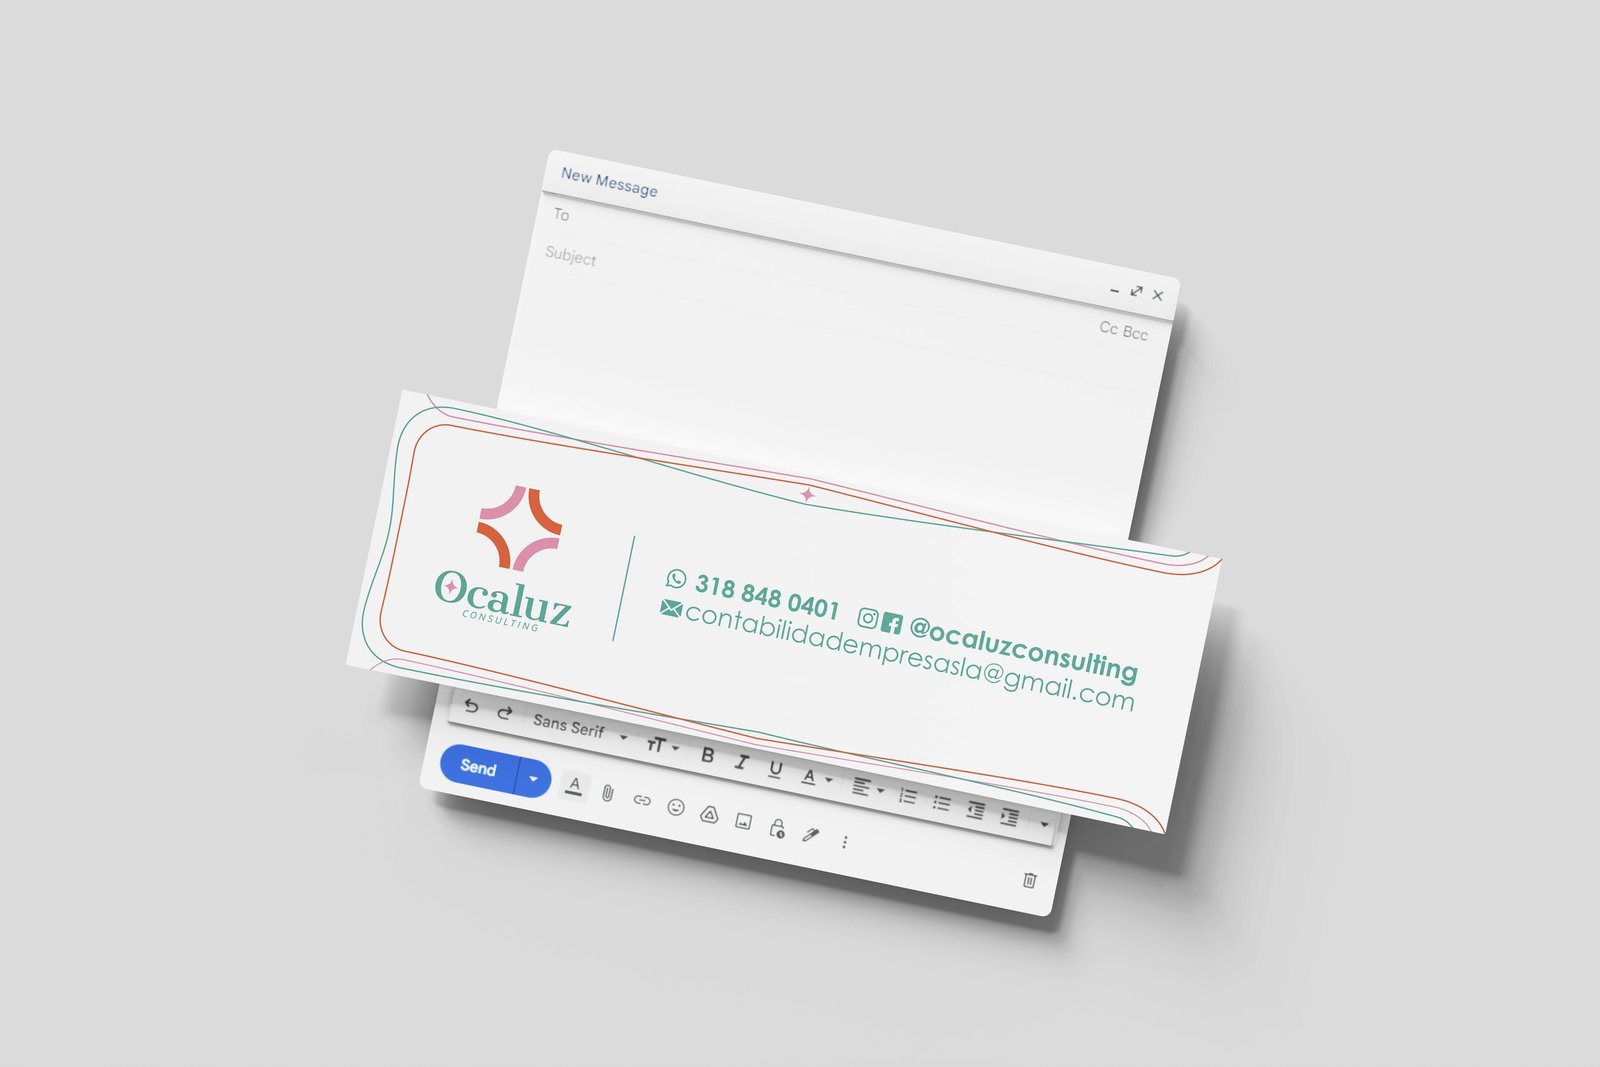 New Message
To
Subject
Cc Bcc
Ocaluz
CONSULTING
318 848 0401 @ocaluzconsulting
contabilidadempresasla@gmail.com
Sans Serif
B I U A
Send
A